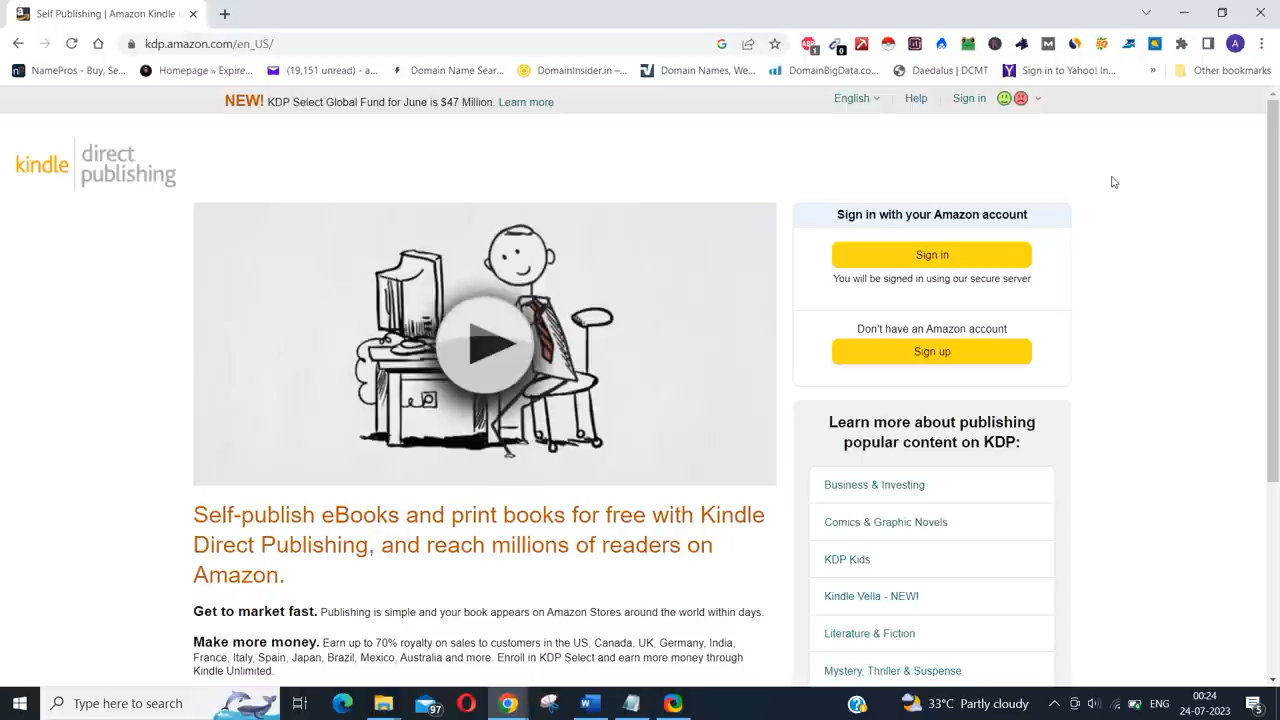 Self Publishing | Amazon Kindle
kdp.amazon.com/en_US/
NamePros - Buy, Se...
Homepage » Expire...
(19,151 unread) - a...
Domain Name Sear...
DomainInsider.in –...
Domain Names, We...
DomainBigData.co...
Daedalus | DCMT
Sign in to Yahoo! In...
»
Other bookmarks
NEW! KDP Select Global Fund for June is $47 Million. Learn more
English
Help
Sign in
kindle
direct
publishing
Sign in with your Amazon account
Sign in
You will be signed in using our secure server
Don't have an Amazon account
Sign up
Learn more about publishing
popular content on KDP:
Business & Investing
Comics & Graphic Novels
KDP Kids
Kindle Vella - NEW!
Literature & Fiction
Mystery, Thriller & Suspense
Self-publish eBooks and print books for free with Kindle
Direct Publishing, and reach millions of readers on
Amazon.
Get to market fast. Publishing is simple and your book appears on Amazon Stores around the world within days.
Make more money. Earn up to 70% royalty on sales to customers in the US, Canada, UK, Germany, India,
France, Italy, Spain, Japan, Brazil, Mexico, Australia and more. Enroll in KDP Select and earn more money through
Kindle Unlimited.
Type here to search
97
33°C Partly cloudy
ENG
00:24
24-07-2023
5